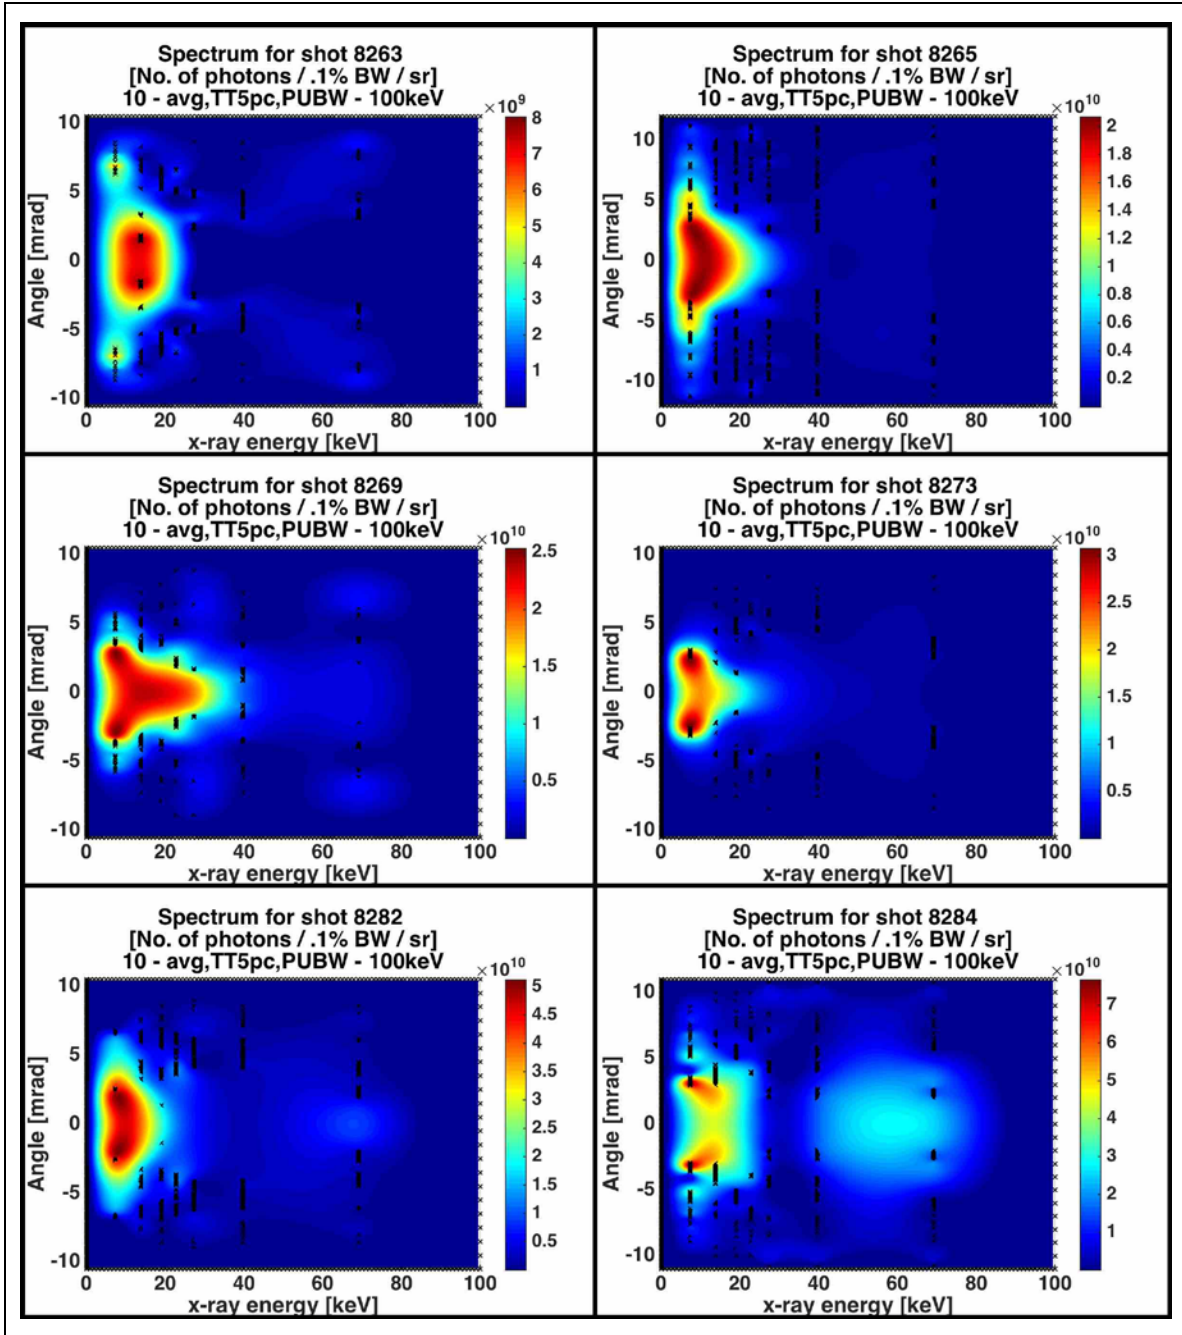 Spectrum for shot 8263
[No. of photons / .1% BW / sr]
10 - avg,TT5pc,PUBW - 100keV
×10^9
10
5
0
-5
-10
Angle [mrad]
0 20 40 60 80 100
x-ray energy [keV]
8
7
6
5
4
3
2
1
Spectrum for shot 8265
[No. of photons / .1% BW / sr]
10 - avg,TT5pc,PUBW - 100keV
×10^10
10
5
0
-5
-10
Angle [mrad]
0 20 40 60 80 100
x-ray energy [keV]
2
1.8
1.6
1.4
1.2
1
0.8
0.6
0.4
0.2
Spectrum for shot 8269
[No. of photons / .1% BW / sr]
10 - avg,TT5pc,PUBW - 100keV
×10^10
10
5
0
-5
-10
Angle [mrad]
0 20 40 60 80 100
x-ray energy [keV]
2.5
2
1.5
1
0.5
Spectrum for shot 8273
[No. of photons / .1% BW / sr]
10 - avg,TT5pc,PUBW - 100keV
×10^10
10
5
0
-5
-10
Angle [mrad]
0 20 40 60 80 100
x-ray energy [keV]
3
2.5
2
1.5
1
0.5
Spectrum for shot 8282
[No. of photons / .1% BW / sr]
10 - avg,TT5pc,PUBW - 100keV
×10^10
10
5
0
-5
-10
Angle [mrad]
0 20 40 60 80 100
x-ray energy [keV]
5
4.5
4
3.5
3
2.5
2
1.5
1
0.5
Spectrum for shot 8284
[No. of photons / .1% BW / sr]
10 - avg,TT5pc,PUBW - 100keV
×10^10
10
5
0
-5
-10
Angle [mrad]
0 20 40 60 80 100
x-ray energy [keV]
7
6
5
4
3
2
1